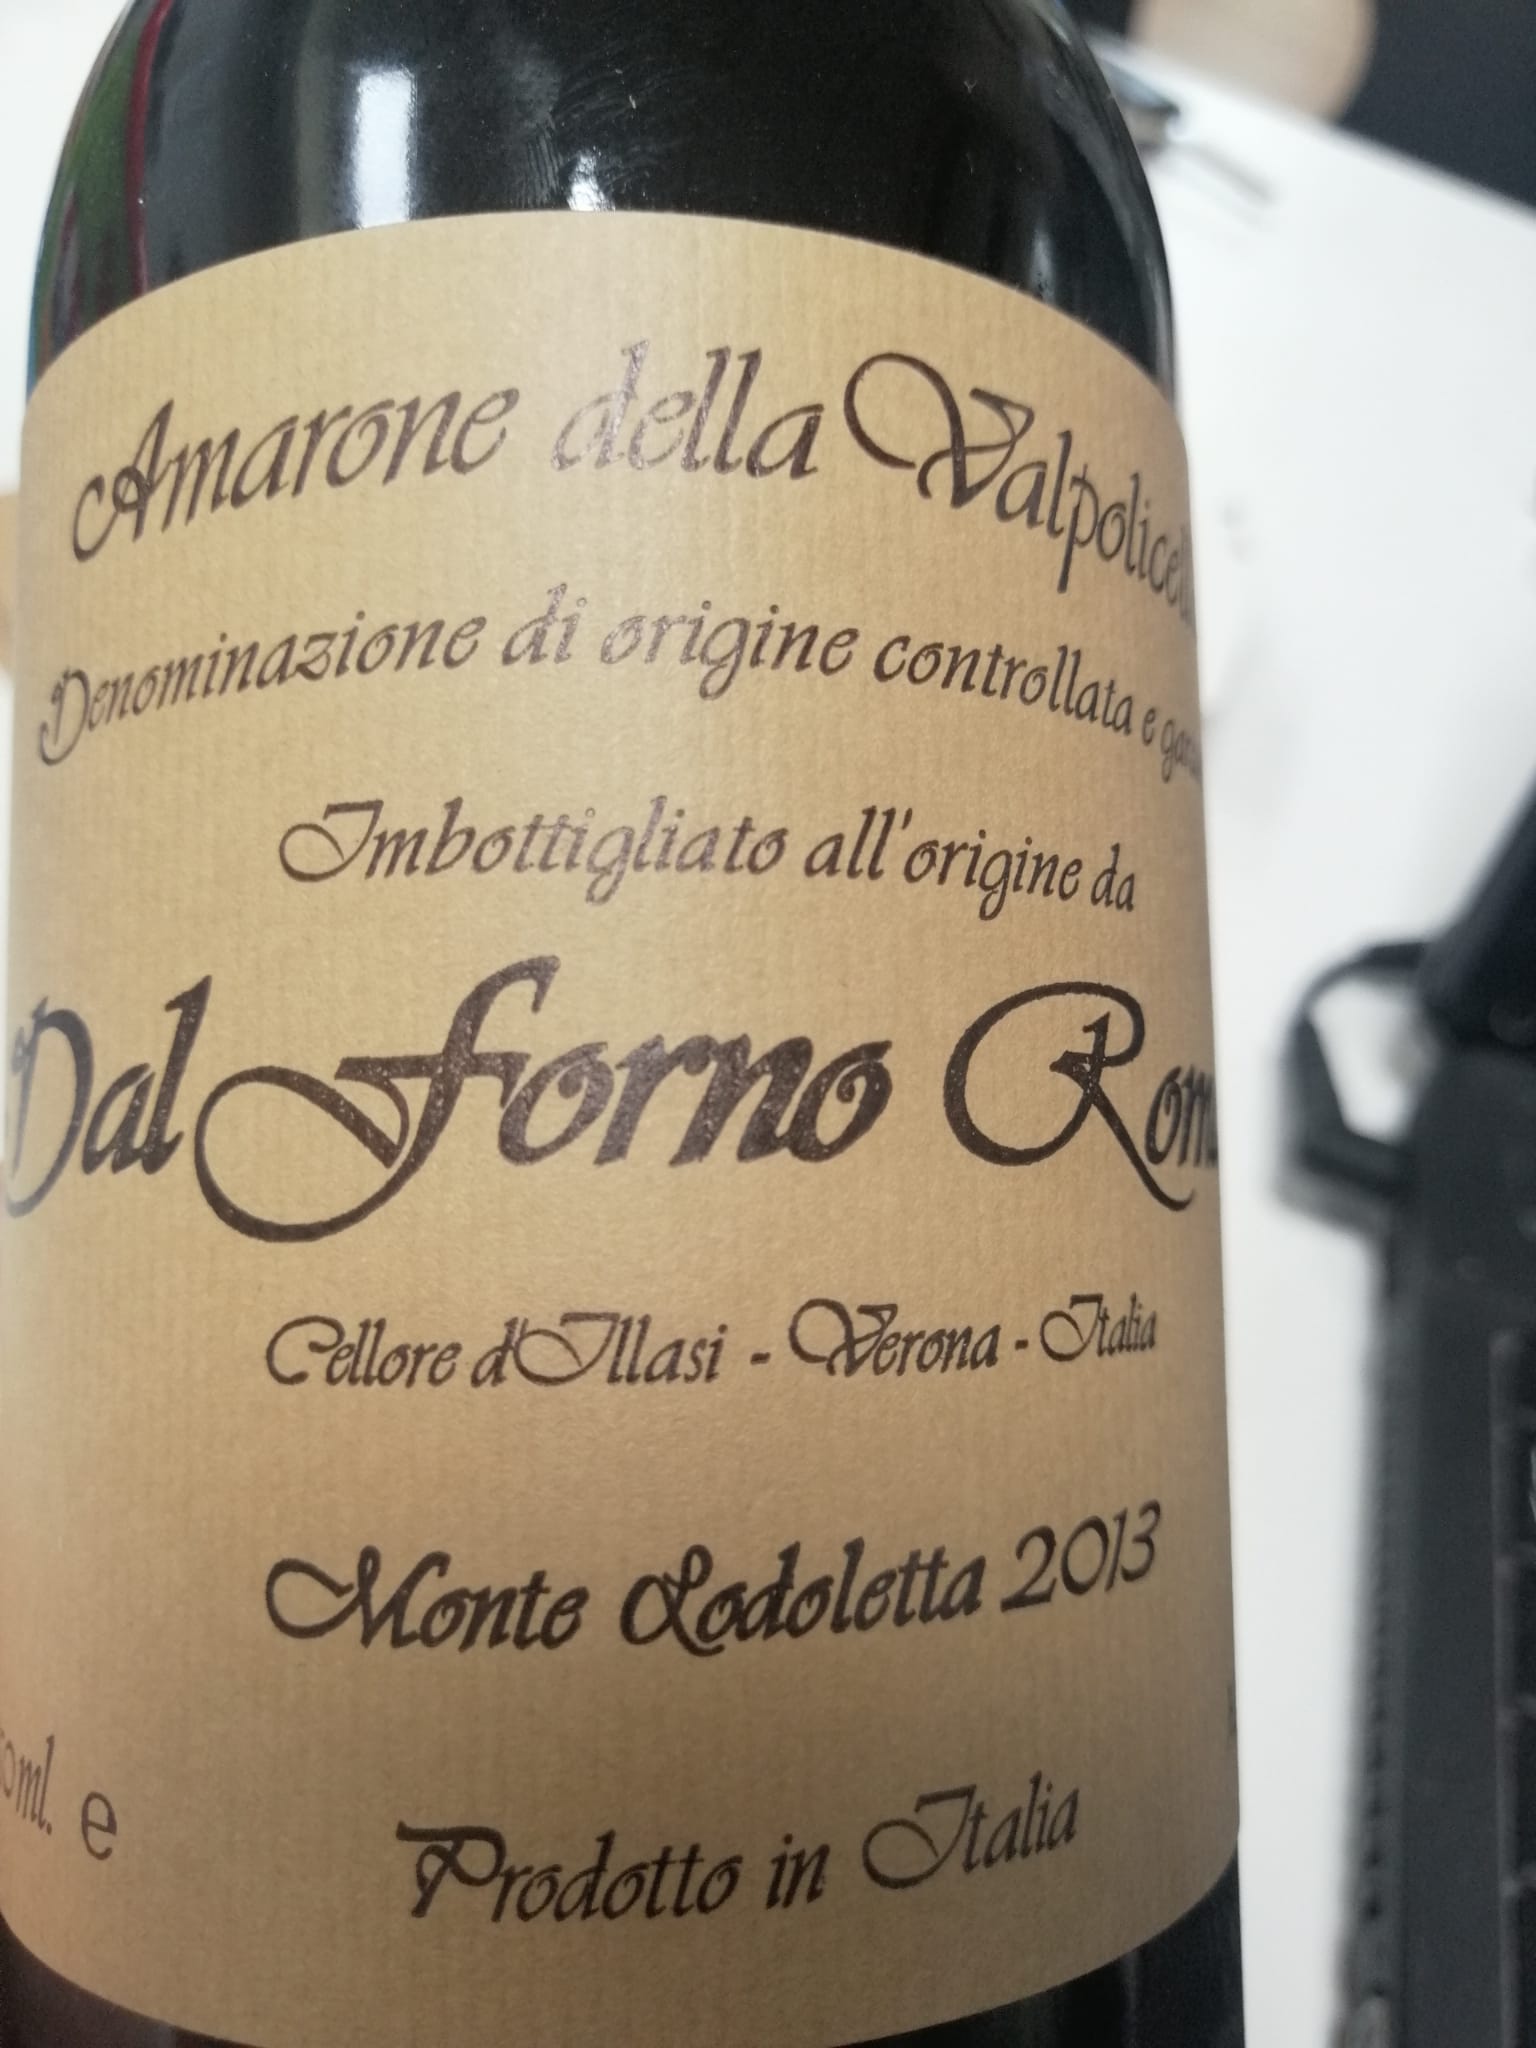 Amarone della Valpolicell
Denominazione di origine controllata e
Imbottigliato all'origine da
Dal Forno Rom
Cellore d'Illasi - Verona - Italia
Monte Lodoletta 2013
ml. e
Prodotto in Italia